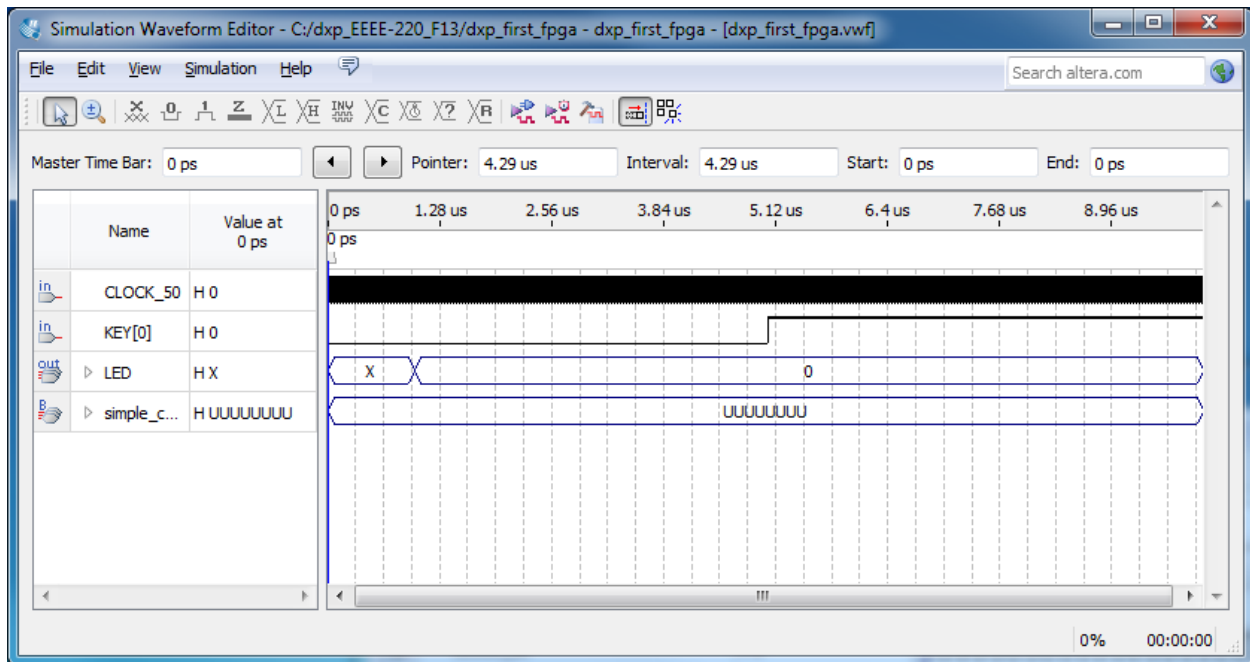 Simulation Waveform Editor - C:/dxp_EEEE-220_F13/dxp_first_fpga - dxp_first_fpga - [dxp_first_fpga.vwf]
File Edit View Simulation Help
Search altera.com
Master Time Bar: 0 ps Pointer: 4.29 us Interval: 4.29 us Start: 0 ps End: 0 ps
Name Value at 0 ps
0 ps 1.28 us 2.56 us 3.84 us 5.12 us 6.4 us 7.68 us 8.96 us
0 ps
in CLOCK_50 H 0
in KEY[0] H 0
out LED H X X 0
B simple_c... H UUUUUUUU UUUUUUUU
0% 00:00:00